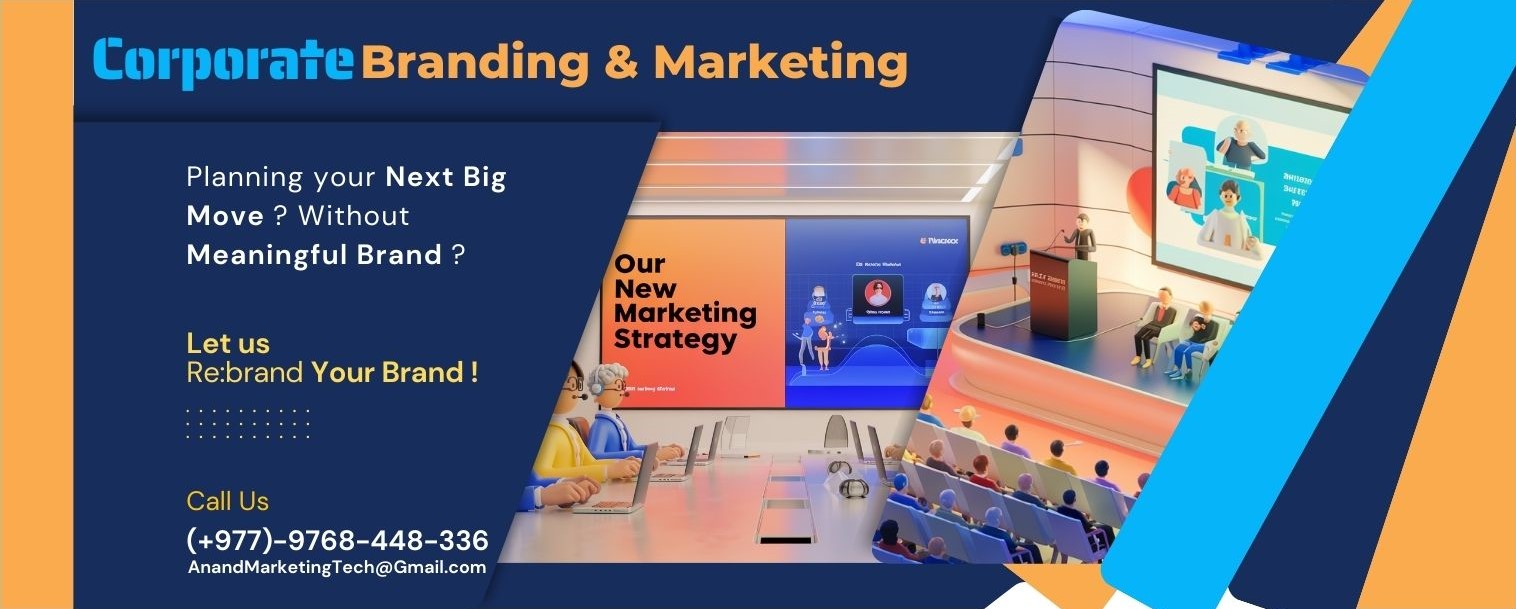 Corporate Branding & Marketing
Planning your Next Big
Move ? Without
Meaningful Brand ?
Let us
Re:brand Your Brand !
Call Us
(+977)-9768-448-336
AnandMarketingTech@Gmail.com
Our
New
Marketing
Strategy